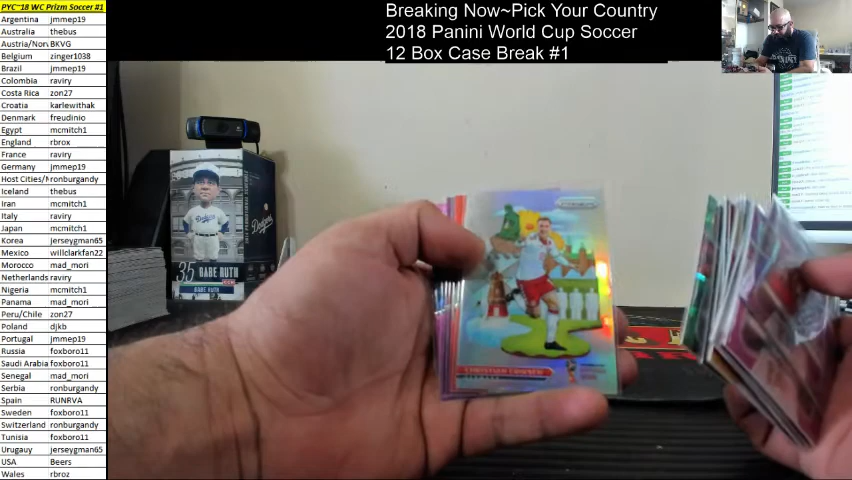 PYC~18 WC Prizm Soccer #1
Argentina jmmep19
Australia thebus
Austria/Nor BKVG
Belgium zinger1038
Brazil jmmep19
Colombia raviry
Costa Rica zon27
Croatia karlewithak
Denmark freudinio
Egypt mcmitch1
England rbrox
France raviry
Germany jmmep19
Host Cities/N ronburgandy
Iceland thebus
Iran mcmitch1
Italy raviry
Japan mcmitch1
Korea jerseygman65
Mexico willclarkfan22
Morocco mad_mori
Netherlands raviry
Nigeria mcmitch1
Panama mad_mori
Peru/Chile zon27
Poland djkb
Portugal jmmep19
Russia foxboro11
Saudi Arabia foxboro11
Senegal mad_mori
Serbia ronburgandy
Spain RUNRVA
Sweden foxboro11
Switzerland ronburgandy
Tunisia foxboro11
Urugauy jerseygman65
USA Beers
Wales rbroz
Breaking Now~Pick Your Country
2018 Panini World Cup Soccer
12 Box Case Break #1
Dodgers
35 BABE RUTH
BABE RUTH
Dodgers